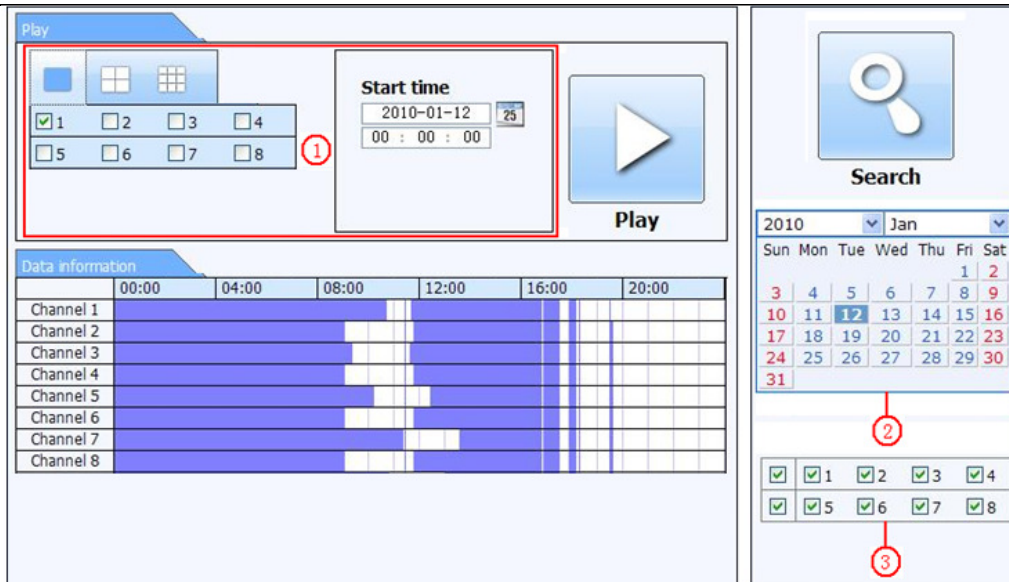 Play
1 2 3 4
5 6 7 8
1
Start time
2010-01-12
25
00 : 00 : 00
Play
Data information
00:00 04:00 08:00 12:00 16:00 20:00
Channel 1
Channel 2
Channel 3
Channel 4
Channel 5
Channel 6
Channel 7
Channel 8
Search
2010 Jan
Sun Mon Tue Wed Thu Fri Sat
1 2
3 4 5 6 7 8 9
10 11 12 13 14 15 16
17 18 19 20 21 22 23
24 25 26 27 28 29 30
31
2
1 2 3 4
5 6 7 8
3